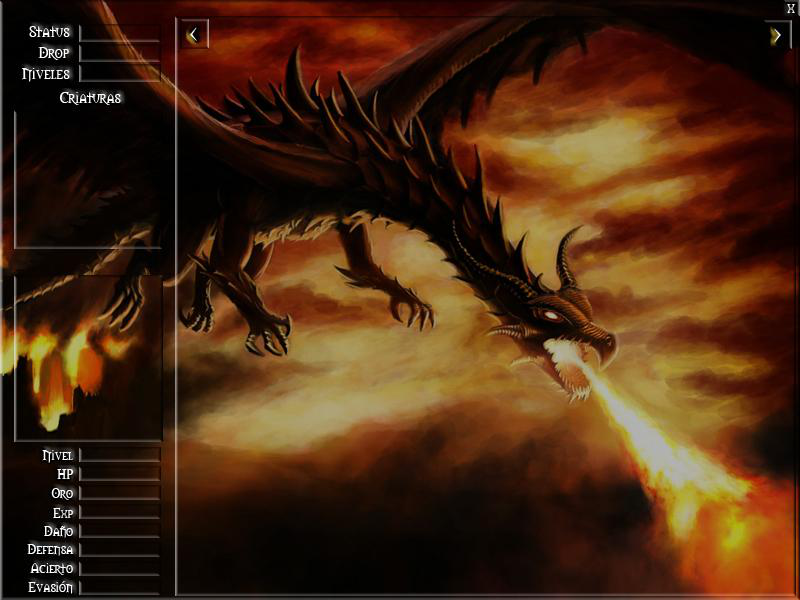 X
Status
Drop
Niveles
Criaturas
Nivel
HP
Oro
Exp
Daño
Defensa
Acierto
Evasión